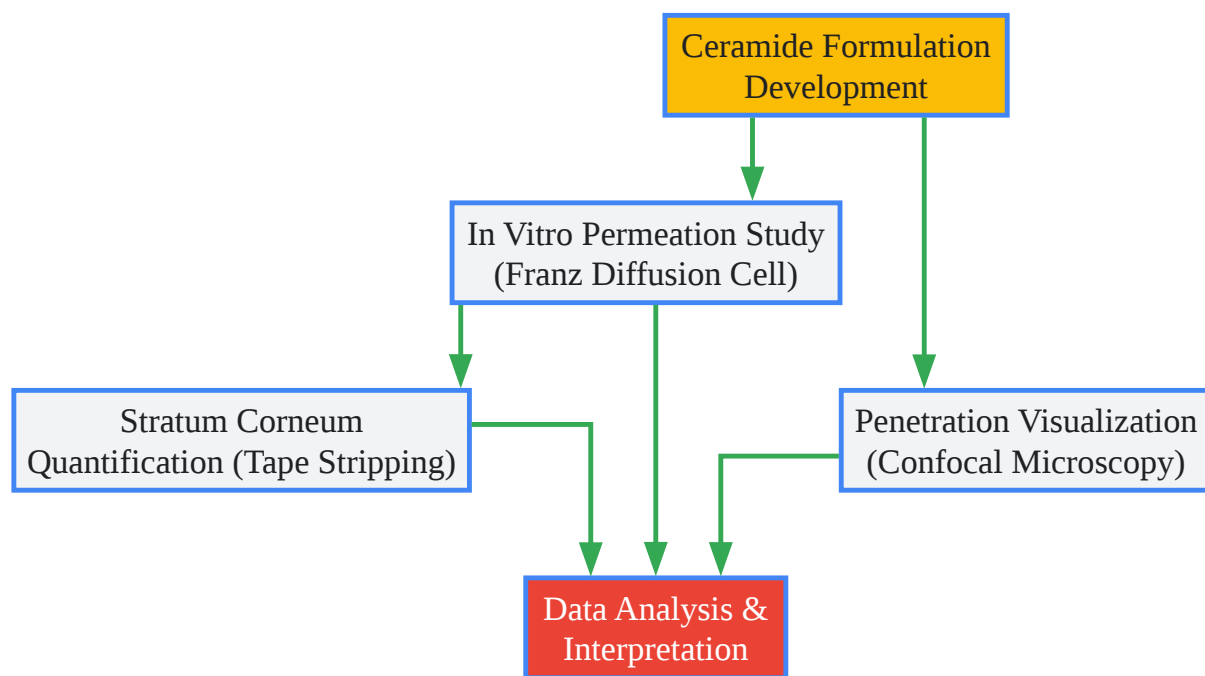 Ceramide Formulation
Development
In Vitro Permeation Study
(Franz Diffusion Cell)
Stratum Corneum
Quantification (Tape Stripping)
Penetration Visualization
(Confocal Microscopy)
Data Analysis &
Interpretation